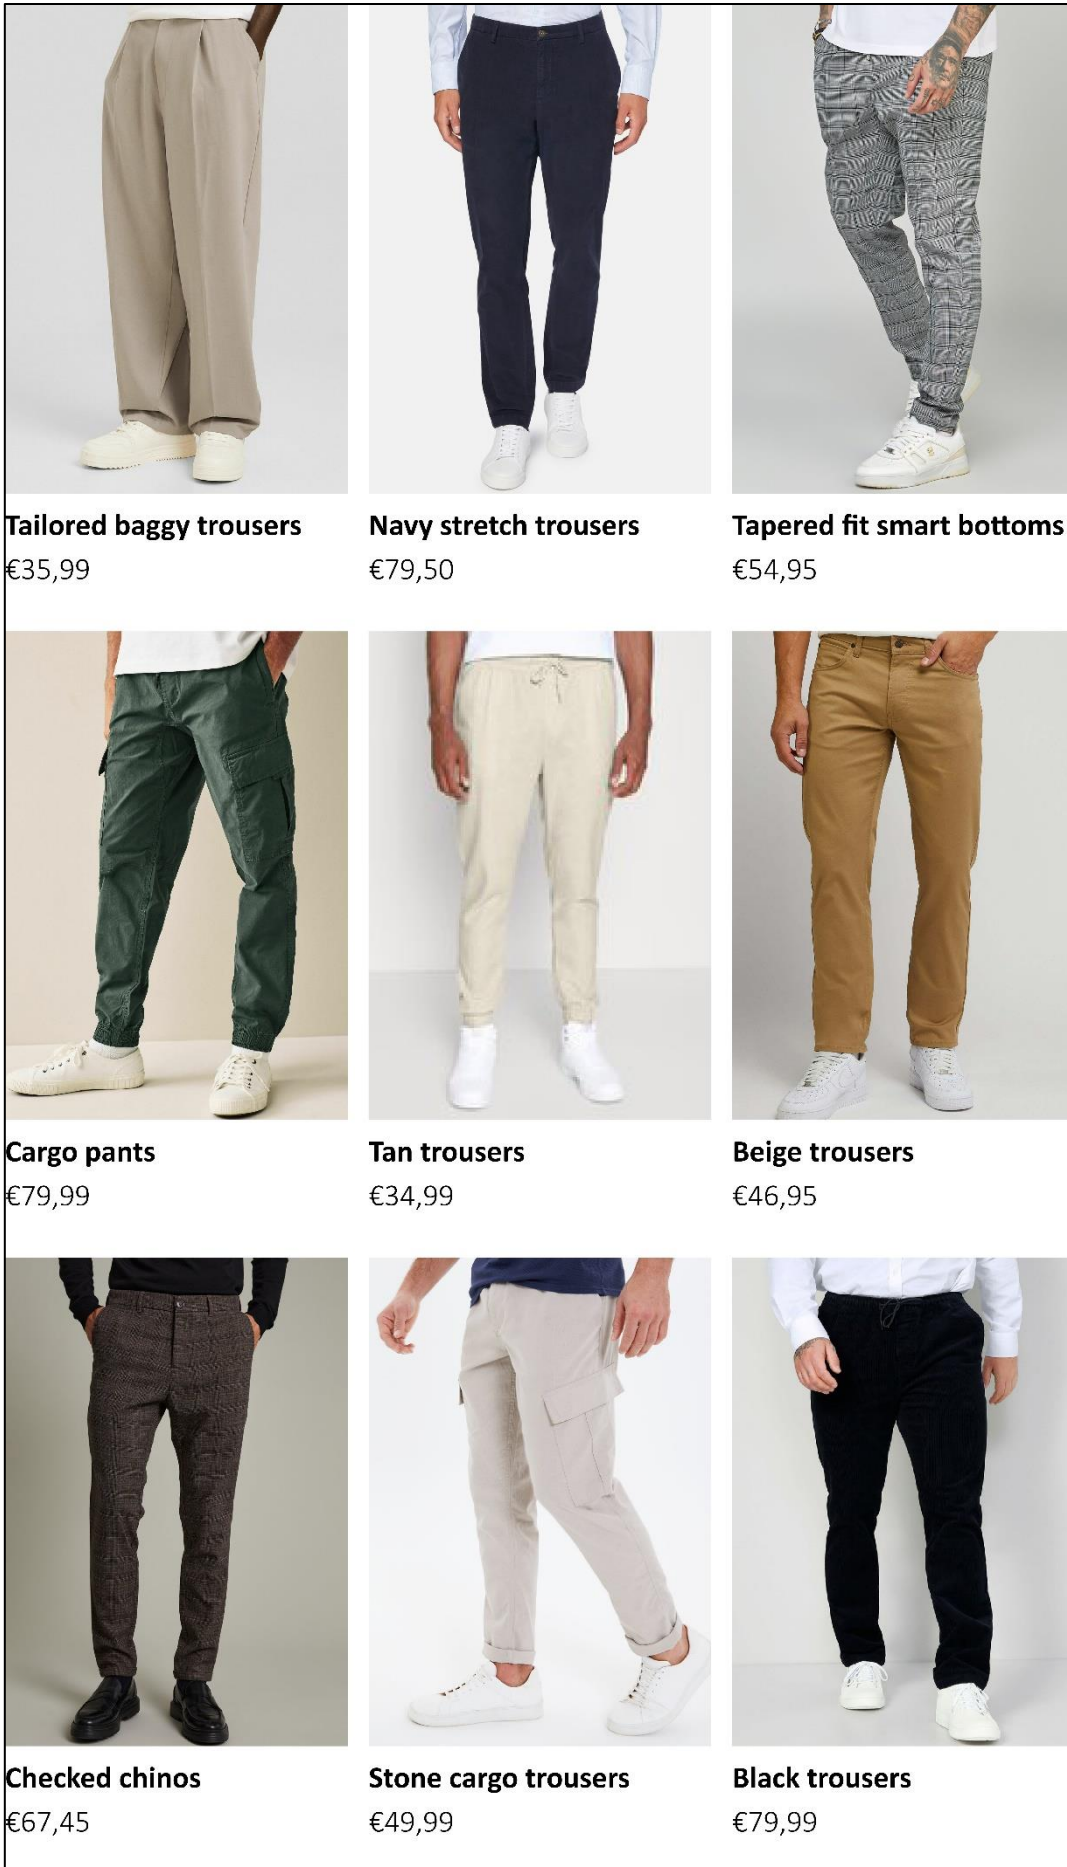 Tailored baggy trousers
€35,99
Navy stretch trousers
€79,50
Tapered fit smart bottoms
€54,95
Cargo pants
€79,99
Tan trousers
€34,99
Beige trousers
€46,95
Checked chinos
€67,45
Stone cargo trousers
€49,99
Black trousers
€79,99